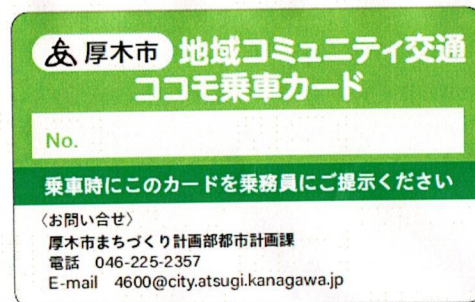 厚木市 地域コミュニティ交通
ココモ乗車カード
No.
乗車時にこのカードを乗務員にご提示ください
〈お問い合せ〉
厚木市まちづくり計画部都市計画課
電話 046-225-2357
E-mail 4600@city.atsugi.kanagawa.jp